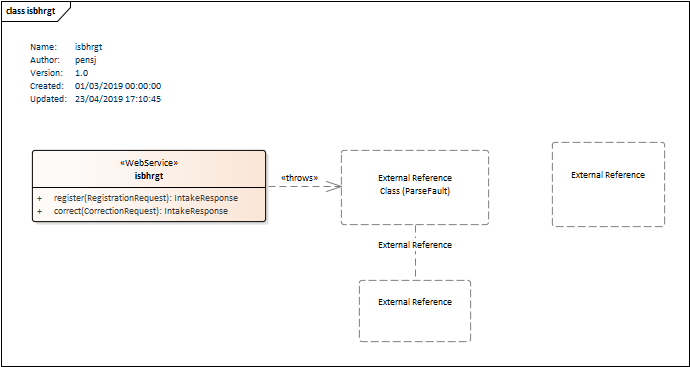 class isbhrgt
Name: isbhrgt
Author: pensj
Version: 1.0
Created: 01/03/2019 00:00:00
Updated: 23/04/2019 17:10:45
«WebService»
isbhrgt
+ register(RegistrationRequest): IntakeResponse
+ correct(CorrectionRequest): IntakeResponse
«throws»
External Reference
Class (ParseFault)
External Reference
External Reference
External Reference